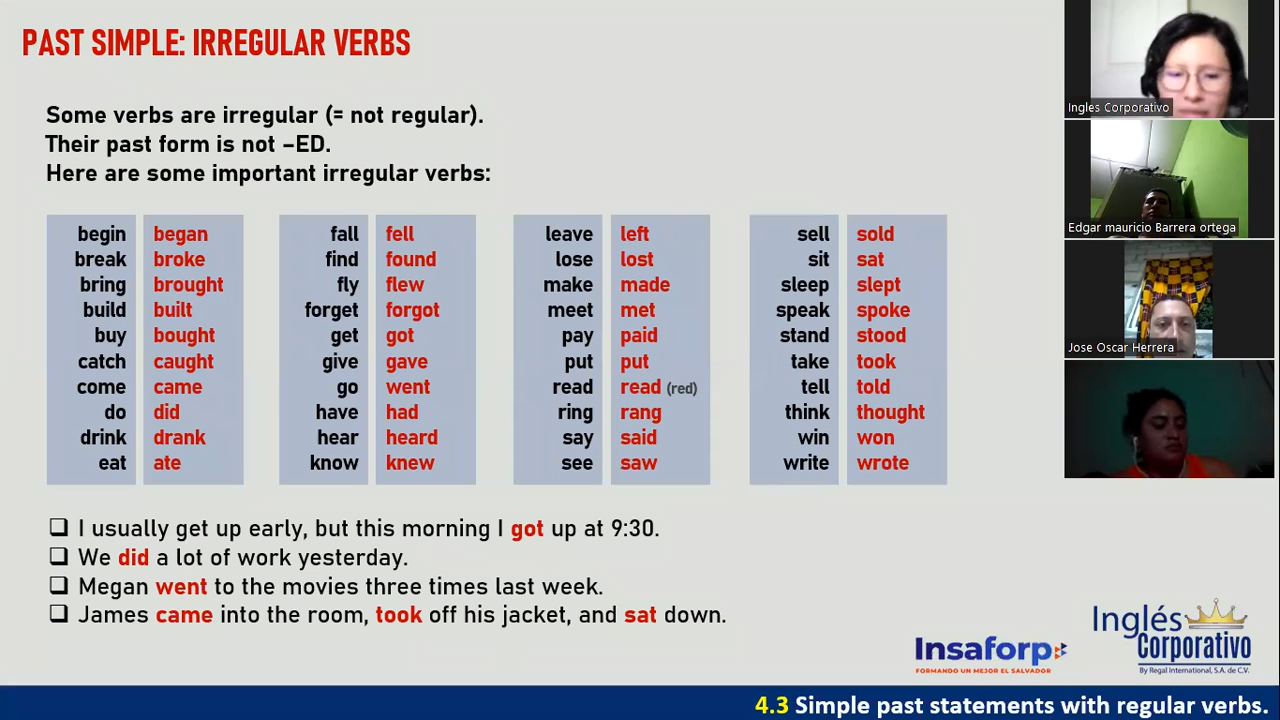 PAST SIMPLE: IRREGULAR VERBS
Some verbs are irregular (= not regular).
Their past form is not –ED.
Here are some important irregular verbs:
begin began
break broke
bring brought
build built
buy bought
catch caught
come came
do did
drink drank
eat ate
fall fell
find found
fly flew
forget forgot
get got
give gave
go went
have had
hear heard
know knew
leave left
lose lost
make made
meet met
pay paid
put put
read read (red)
ring rang
say said
see saw
sell sold
sit sat
sleep slept
speak spoke
stand stood
take took
tell told
think thought
win won
write wrote
❑ I usually get up early, but this morning I got up at 9:30.
❑ We did a lot of work yesterday.
❑ Megan went to the movies three times last week.
❑ James came into the room, took off his jacket, and sat down.
Insaforp
FORMANDO UN MEJOR EL SALVADOR
Inglés
Corporativo
By Regal International, S.A. de C.V.
4.3 Simple past statements with regular verbs.
Ingles Corporativo
Edgar mauricio Barrera ortega
Jose Oscar Herrera